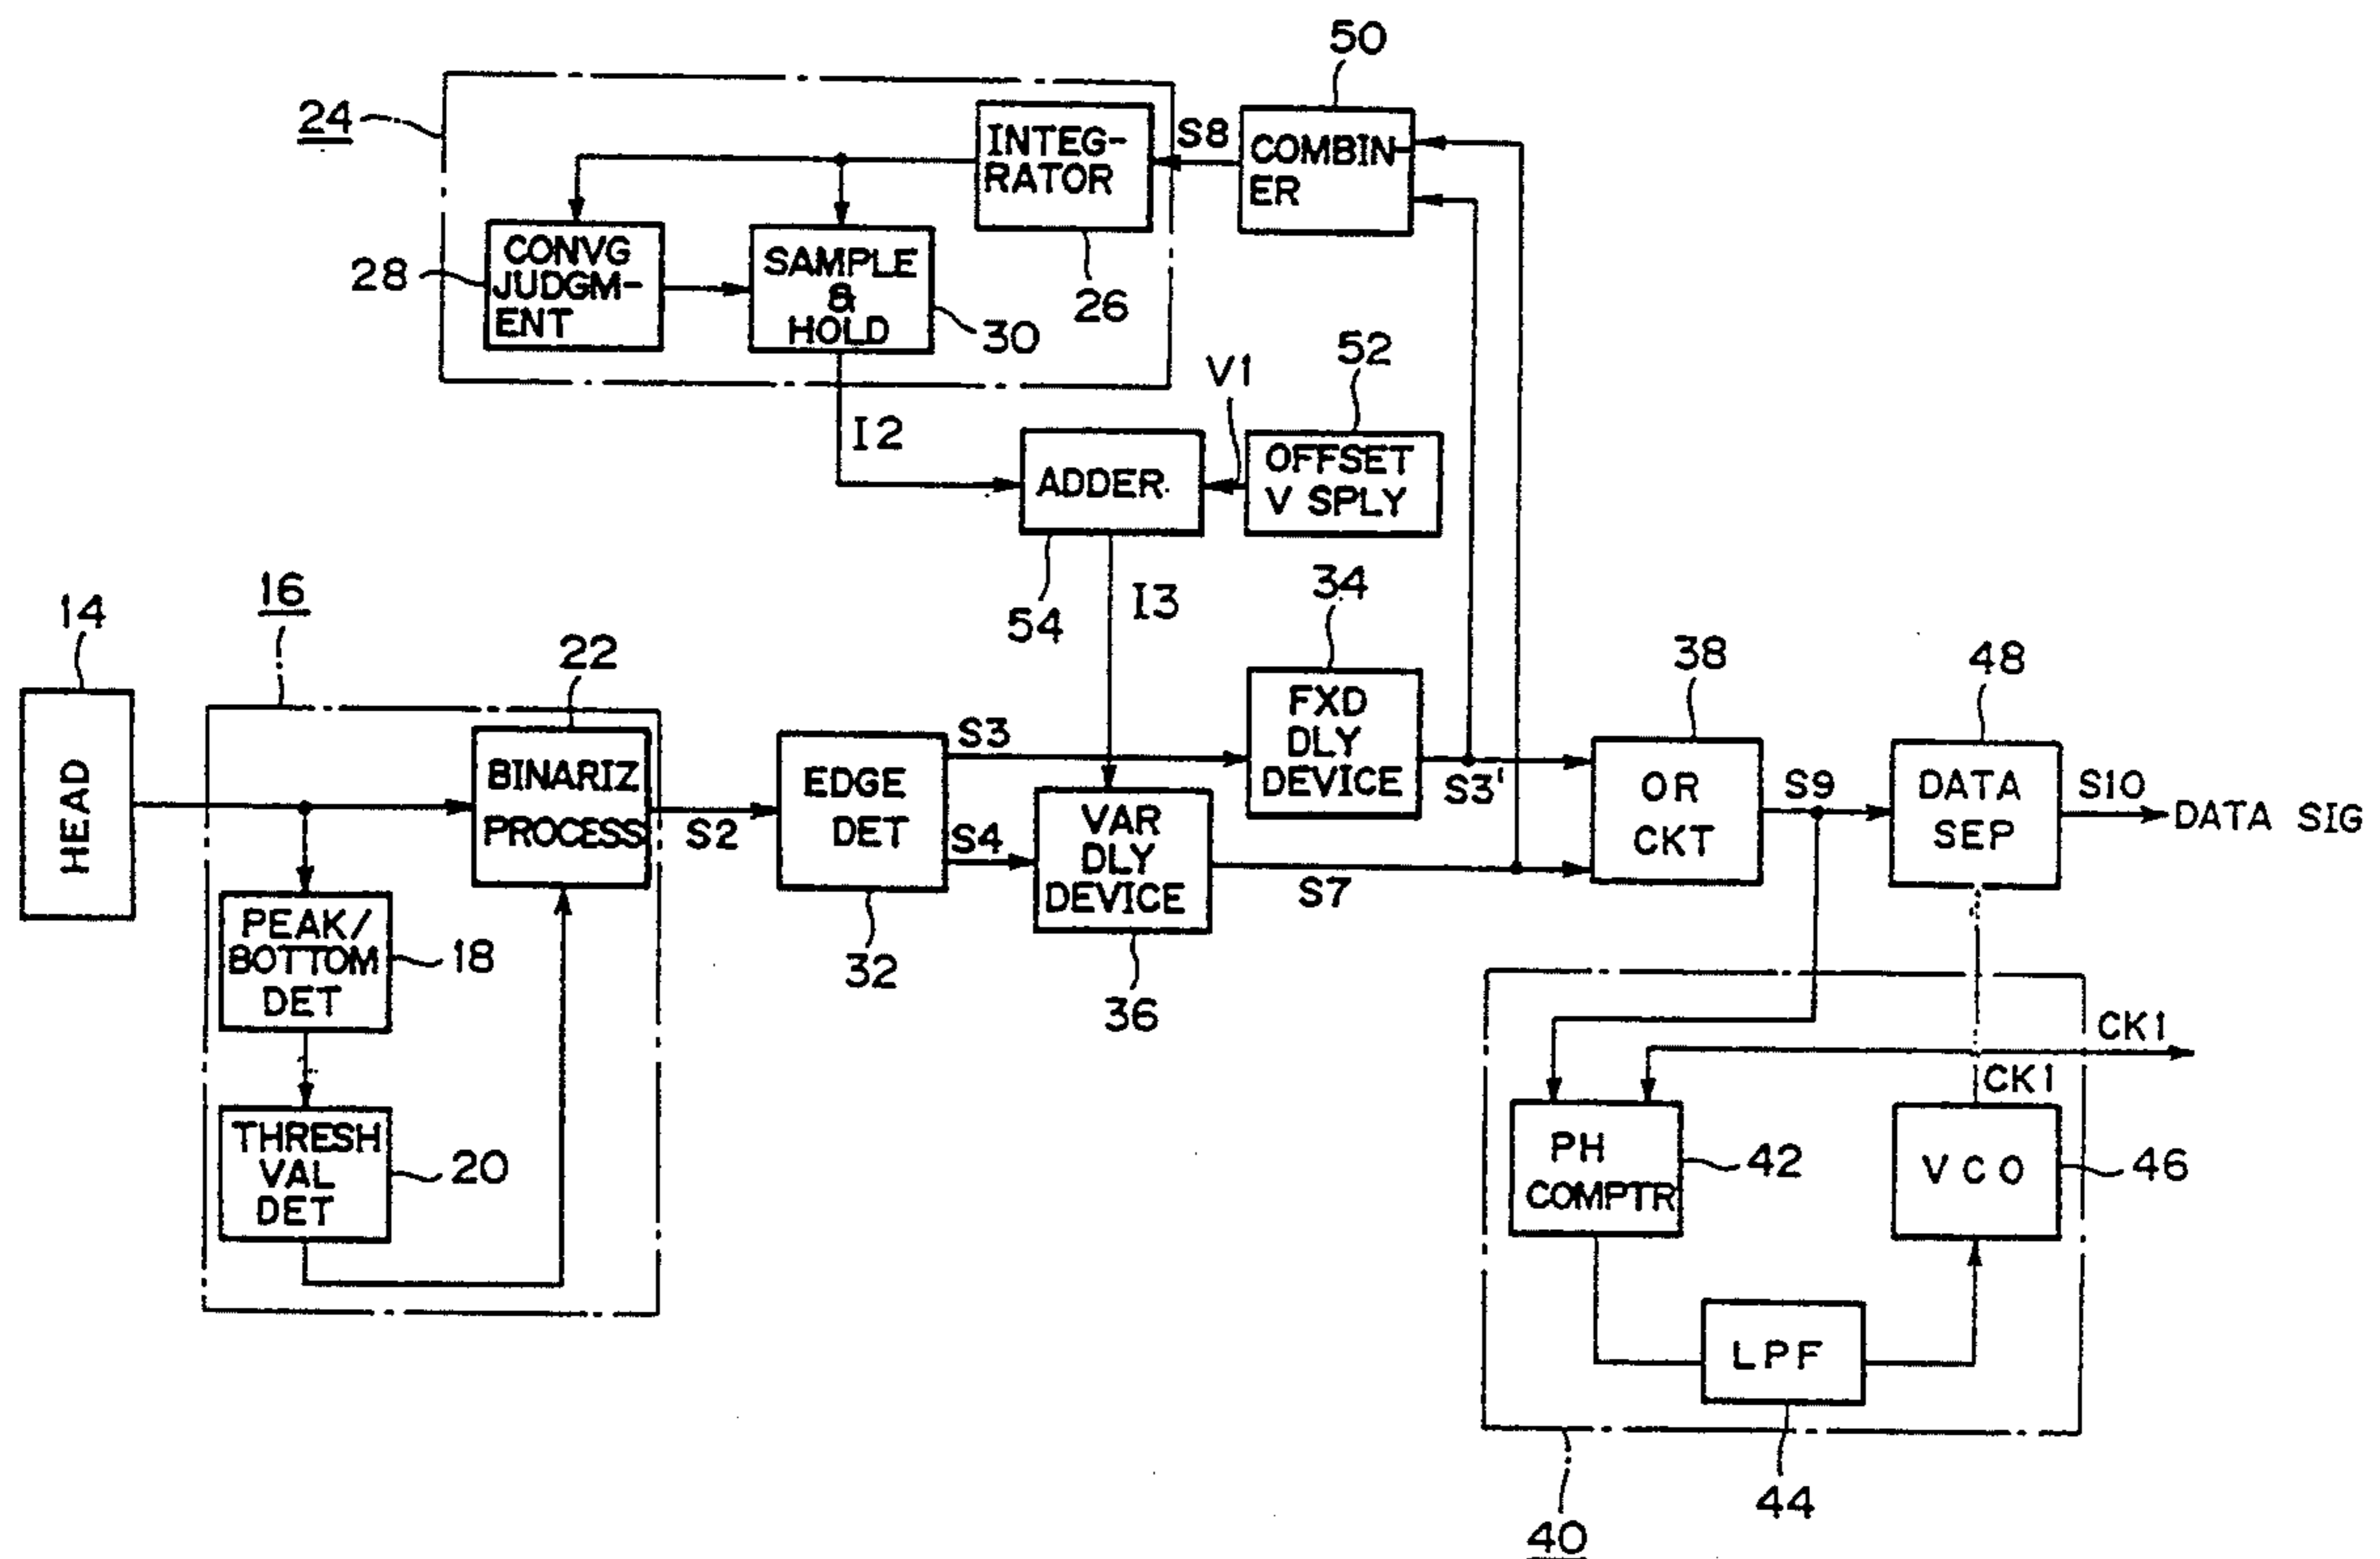 50
24
INTEG-
RATOR
S8
COMBIN
ER
CONVG
JUDGM-
ENT
28
SAMPLE
&
HOLD
30
26
52
V1
I2
ADDER
OFFSET
V SPLY
54
I3
34
14
16
22
38
48
HEAD
BINARIZ
PROCESS
S2
EDGE
DET
S3
S4
FXD
DLY
DEVICE
S3'
VAR
DLY
DEVICE
S7
OR
CKT
S9
DATA
SEP
S10
DATA SIG
PEAK/
BOTTOM
DET
18
32
36
CK1
CK1
THRESH
VAL
DET
20
PH
COMPTR
42
VCO
46
LPF
44
40